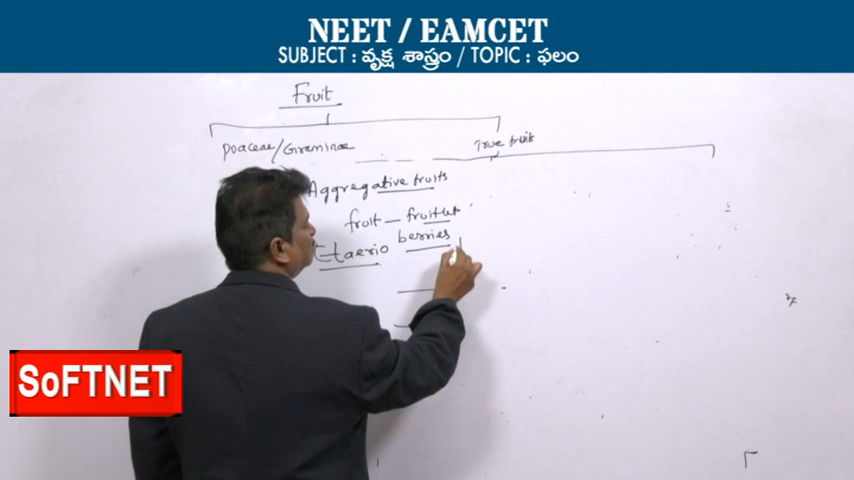 NEET / EAMCET
SUBJECT : వృక్ష శాస్త్రం / TOPIC : ఫలం
Fruit
Poaceae/Graminae
True fruits
Aggregative fruits
fruit - fruitlet
Etaerio berries
SoFTNET